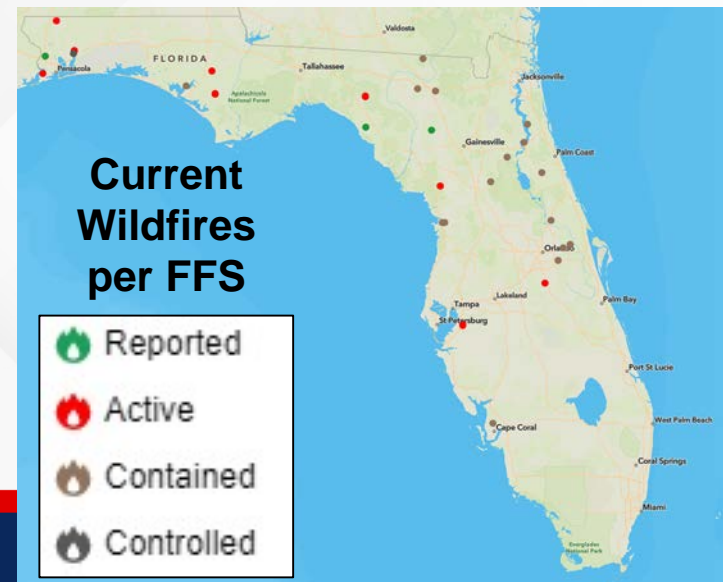 Valdosta
FLORIDA
Pensacola
Tallahassee
Jacksonville
Apalachicola
National Forest
Gainesville
Palm Coast
Current
Wildfires
per FFS
Orlando
Reported
Active
Contained
Controlled
Lakeland
Tampa
St Petersburg
Palm Bay
Port St Lucie
Cape Coral
West Palm Beach
Coral Springs
Miami
Everglades
National Park